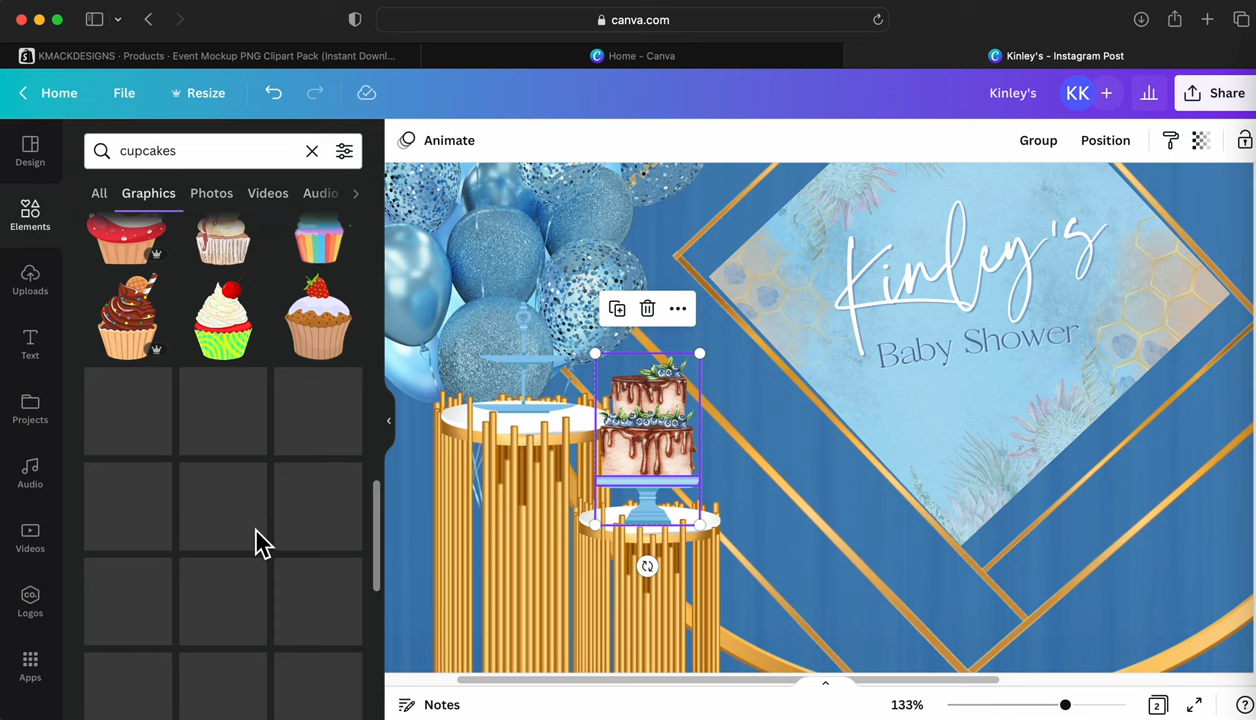 canva.com
KMACKDESIGNS · Products · Event Mockup PNG Clipart Pack (Instant Downl...
Home - Canva
Kinley's - Instagram Post
Home
File
Resize
Kinley's
KK
Share
cupcakes
Animate
Group
Position
Design
All
Graphics
Photos
Videos
Audio
Elements
Uploads
Text
Projects
Audio
Videos
CO.
Logos
Apps
Kinley's
Baby Shower
Notes
133%
2